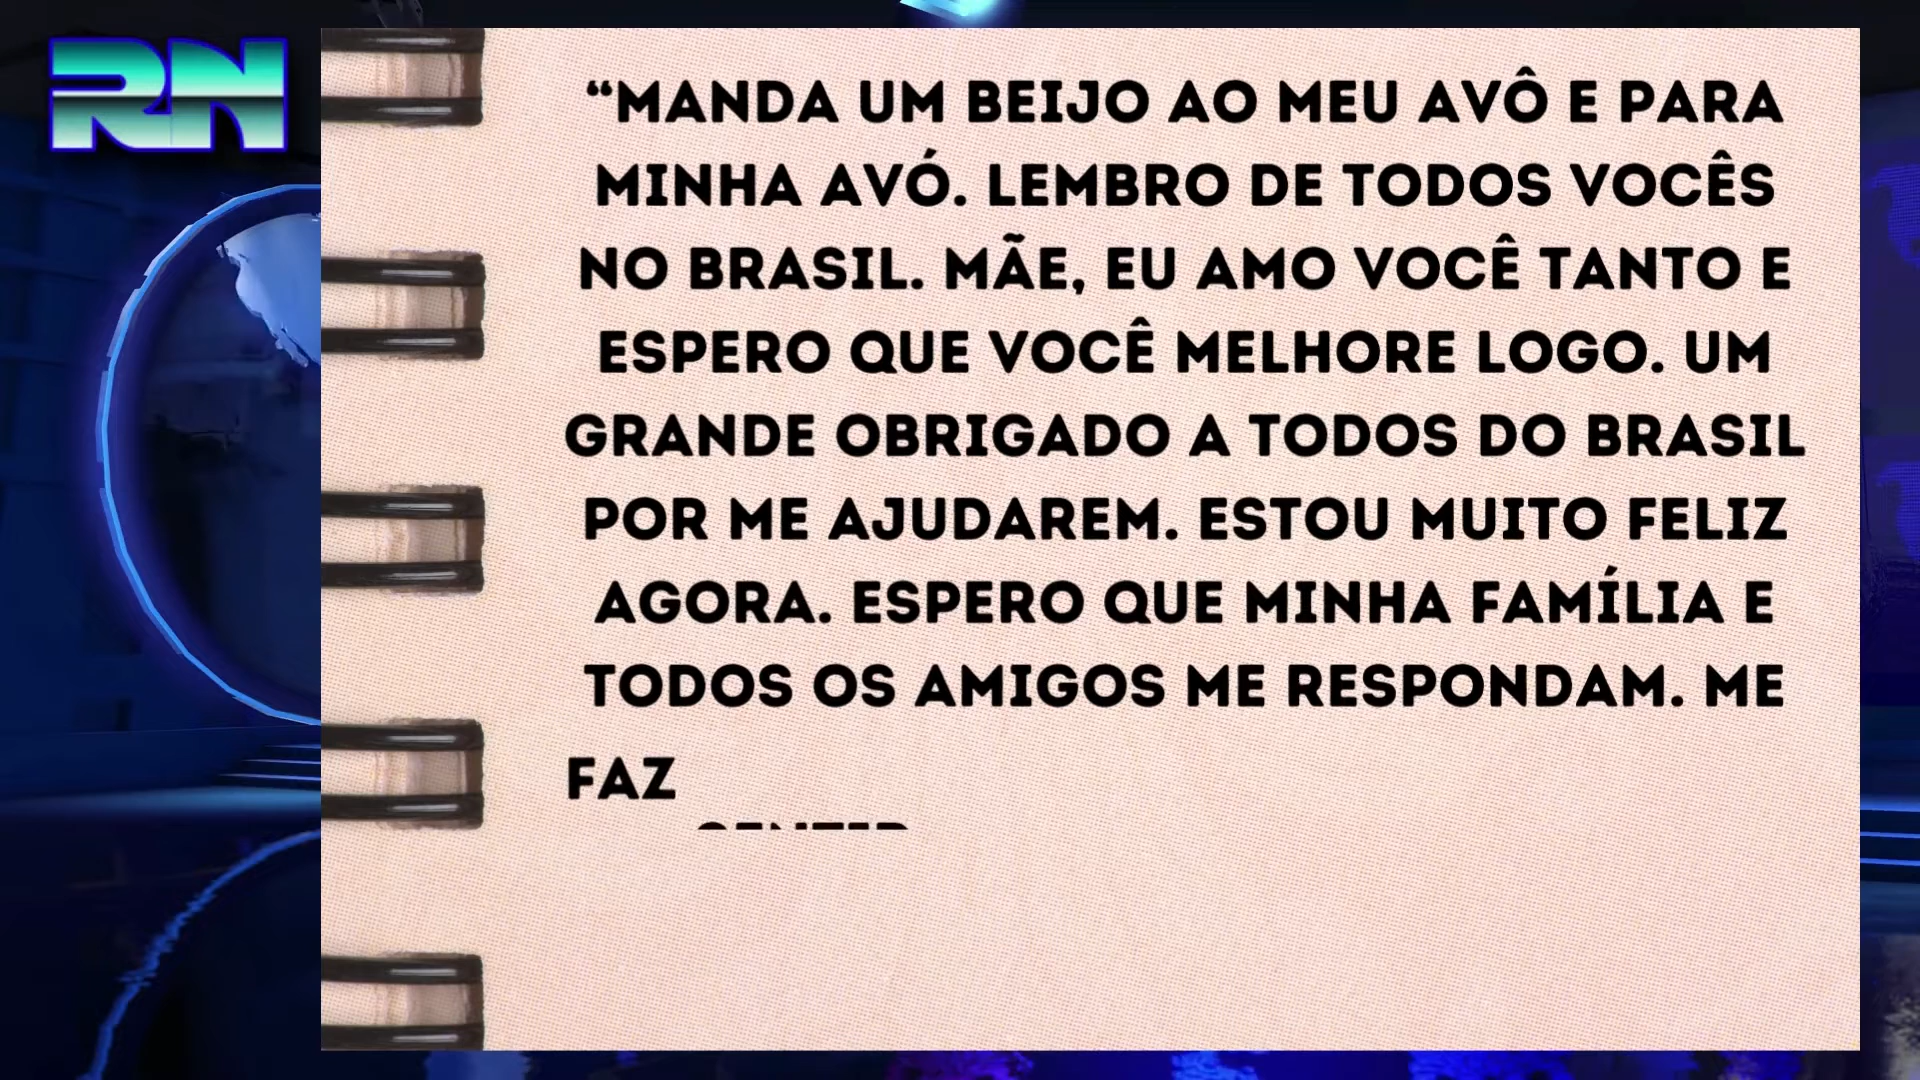 RN
“MANDA UM BEIJO AO MEU AVÔ E PARA
MINHA AVÓ. LEMBRO DE TODOS VOCÊS
NO BRASIL. MÃE, EU AMO VOCÊ TANTO E
ESPERO QUE VOCÊ MELHORE LOGO. UM
GRANDE OBRIGADO A TODOS DO BRASIL
POR ME AJUDAREM. ESTOU MUITO FELIZ
AGORA. ESPERO QUE MINHA FAMÍLIA E
TODOS OS AMIGOS ME RESPONDAM. ME
FAZ